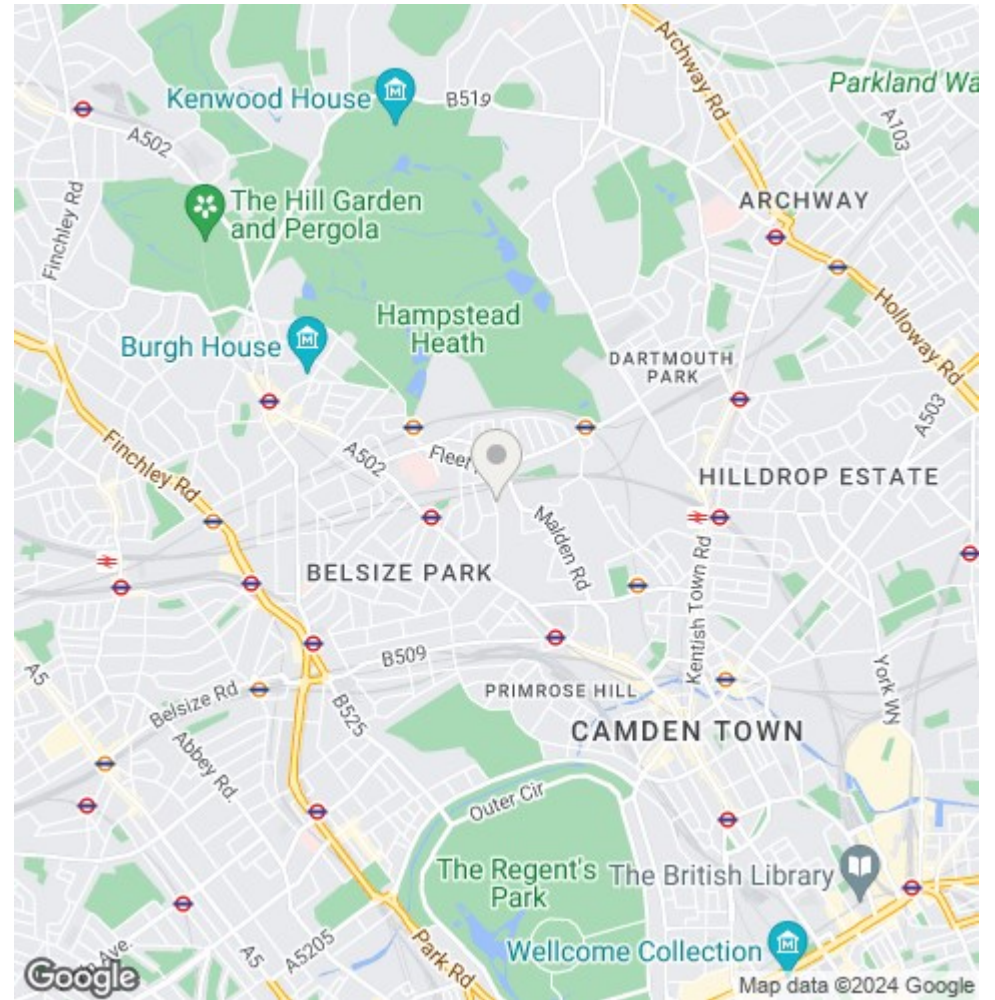 Kenwood House
B519
Archway Rd
Parkland Wa
A103
A502
Finchley Rd
The Hill Garden
and Pergola
ARCHWAY
Hampstead
Heath
Holloway Rd
Burgh House
DARTMOUTH
PARK
A503
Finchley Rd
A502
Fleet
HILLDROP ESTATE
Malden Rd
BELSIZE PARK
Kentish Town Rd
B509
A5
Belsize Rd
B525
PRIMROSE HILL
York Wy
CAMDEN TOWN
Abbey Rd.
Outer Cir
The Regent's
Park
The British Library
A5
A5205
Park Rd
Ave.
Wellcome Collection
Google
Map data ©2024 Google